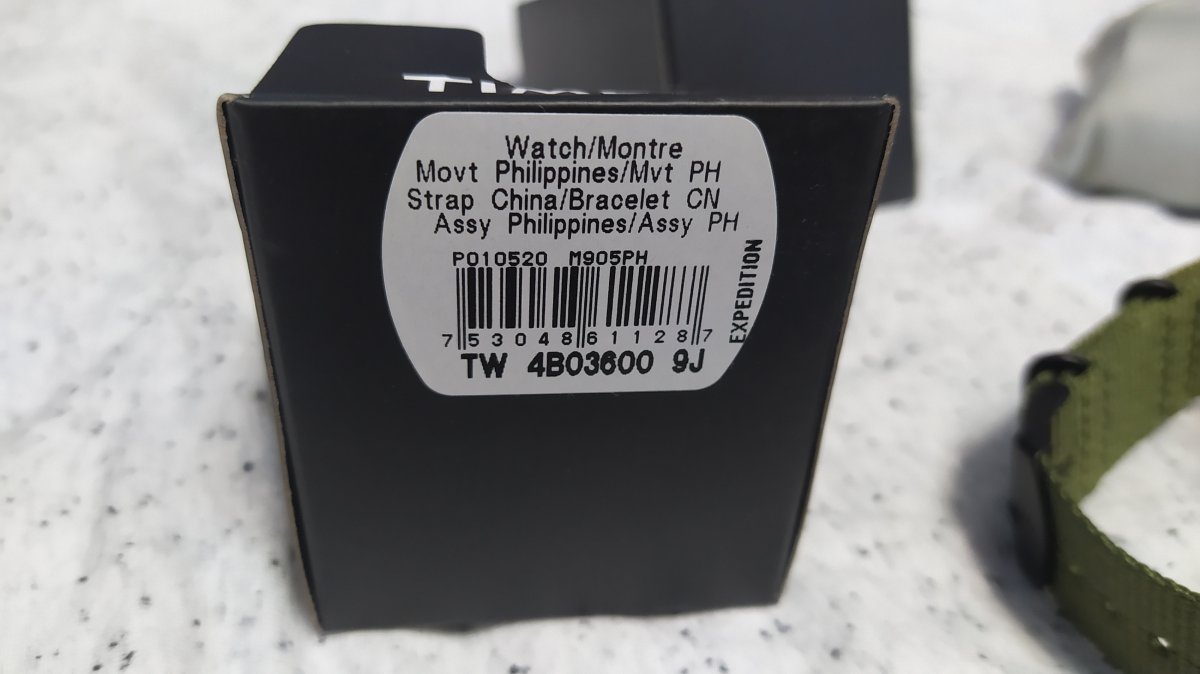 Watch/Montre
Movt Philippines/Mvt PH
Strap China/Bracelet CN
Assy Philippines/Assy PH
P010520 M905PH
7 53048 61128 7
TW 4B03600 9J
EXPEDITION